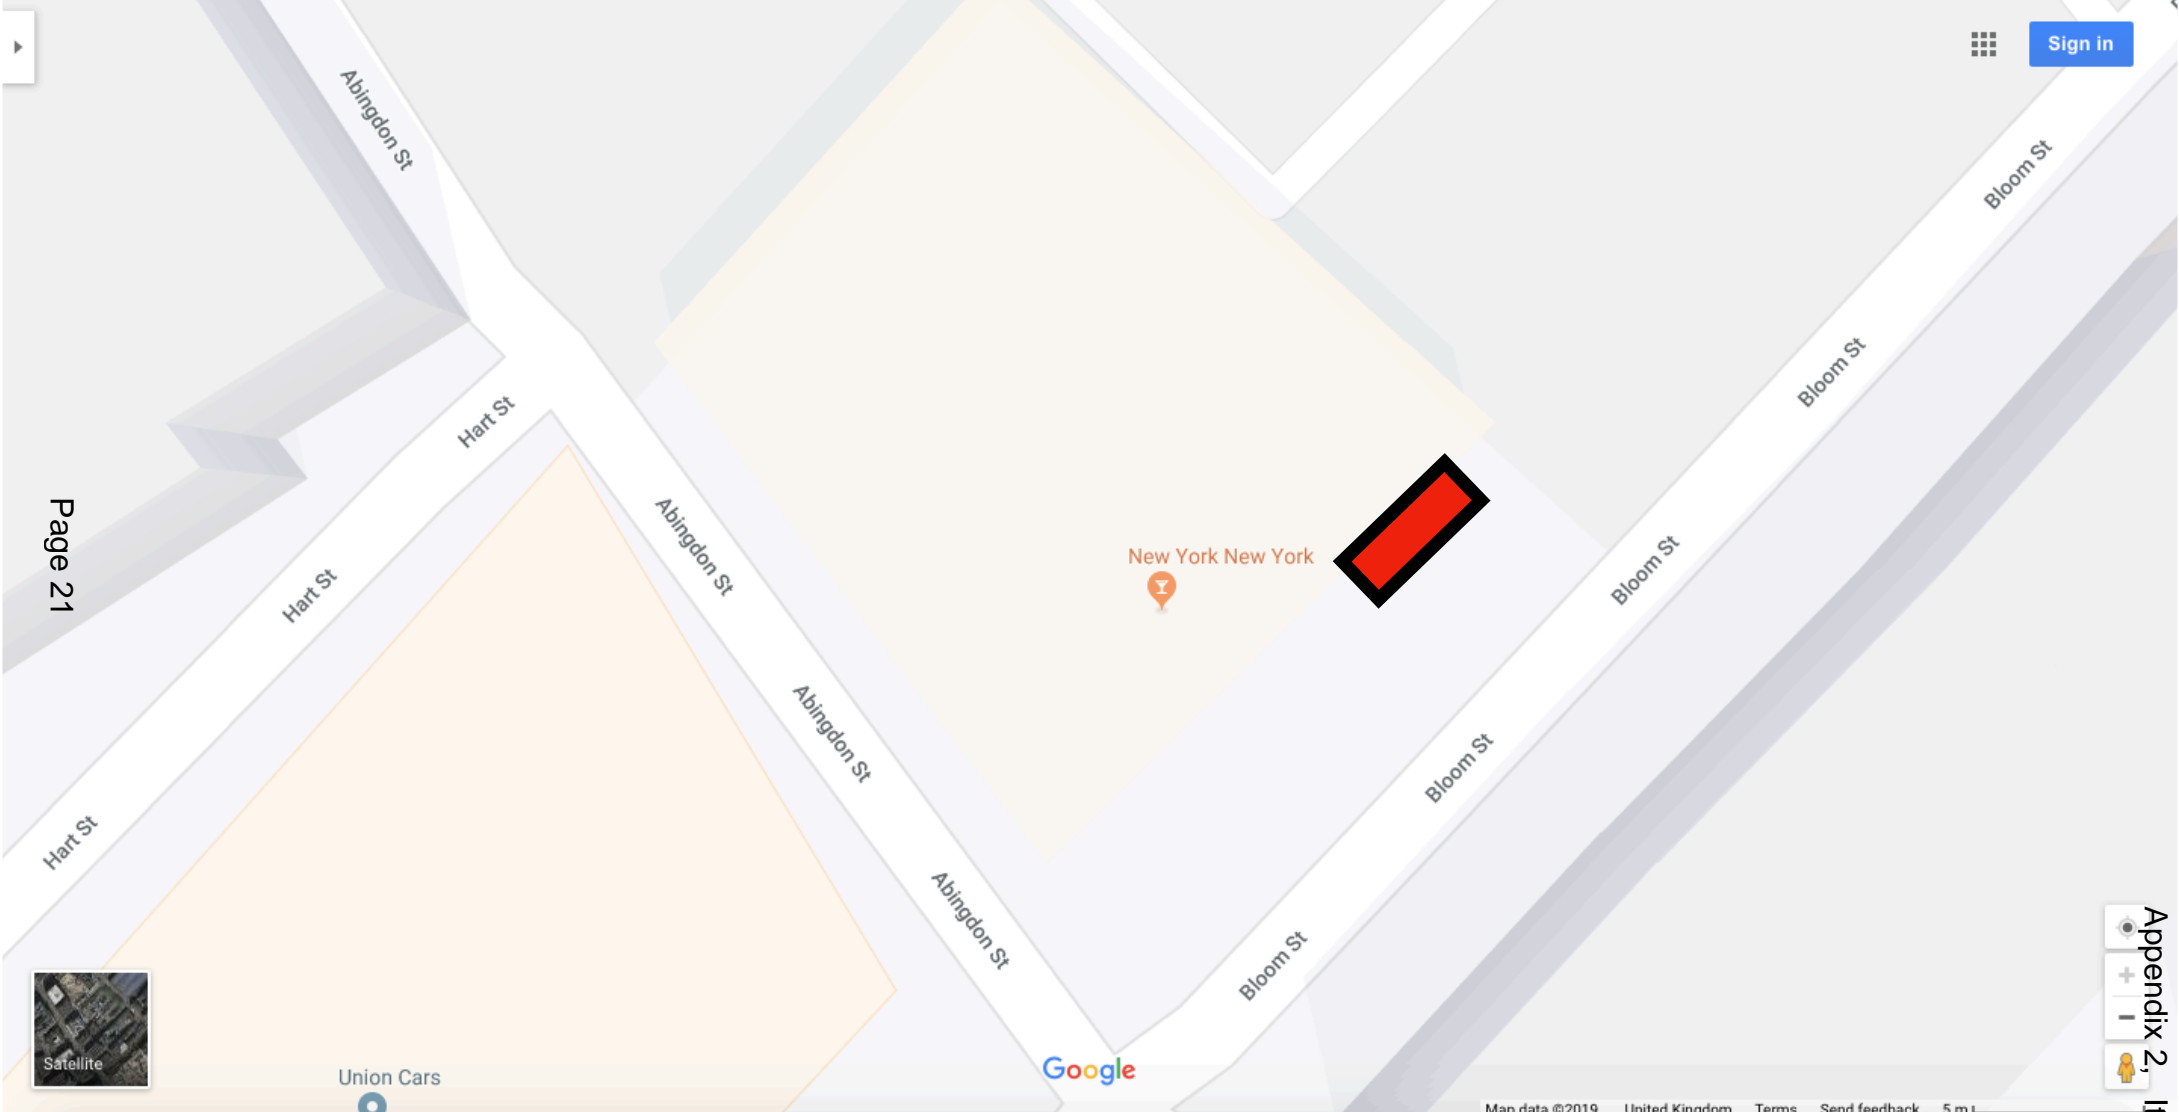 Sign in
Abingdon St
Bloom St
Bloom St
Hart St
Abingdon St
New York New York
Bloom St
Hart St
Page 21
Abingdon St
Bloom St
Hart St
Abingdon St
Bloom St
Appendix 2,
Satellite
Union Cars
Google
Map data ©2019 United Kingdom Terms Send feedback 5 m